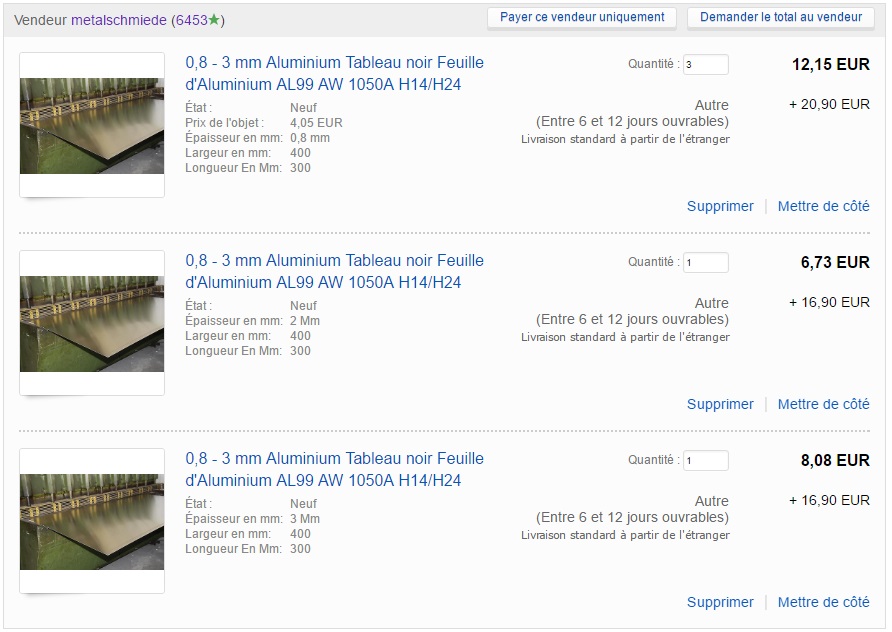 Vendeur metalschmiede (6453★)
Payer ce vendeur uniquement
Demander le total au vendeur
0,8 - 3 mm Aluminium Tableau noir Feuille
d'Aluminium AL99 AW 1050A H14/H24
État : Neuf
Prix de l'objet : 4,05 EUR
Épaisseur en mm: 0,8 mm
Largeur en mm: 400
Longueur En Mm: 300
Quantité : 3
12,15 EUR
Autre
+ 20,90 EUR
(Entre 6 et 12 jours ouvrables)
Livraison standard à partir de l'étranger
Supprimer | Mettre de côté
0,8 - 3 mm Aluminium Tableau noir Feuille
d'Aluminium AL99 AW 1050A H14/H24
État : Neuf
Épaisseur en mm: 2 Mm
Largeur en mm: 400
Longueur En Mm: 300
Quantité : 1
6,73 EUR
Autre
+ 16,90 EUR
(Entre 6 et 12 jours ouvrables)
Livraison standard à partir de l'étranger
Supprimer | Mettre de côté
0,8 - 3 mm Aluminium Tableau noir Feuille
d'Aluminium AL99 AW 1050A H14/H24
État : Neuf
Épaisseur en mm: 3 Mm
Largeur en mm: 400
Longueur En Mm: 300
Quantité : 1
8,08 EUR
Autre
+ 16,90 EUR
(Entre 6 et 12 jours ouvrables)
Livraison standard à partir de l'étranger
Supprimer | Mettre de côté